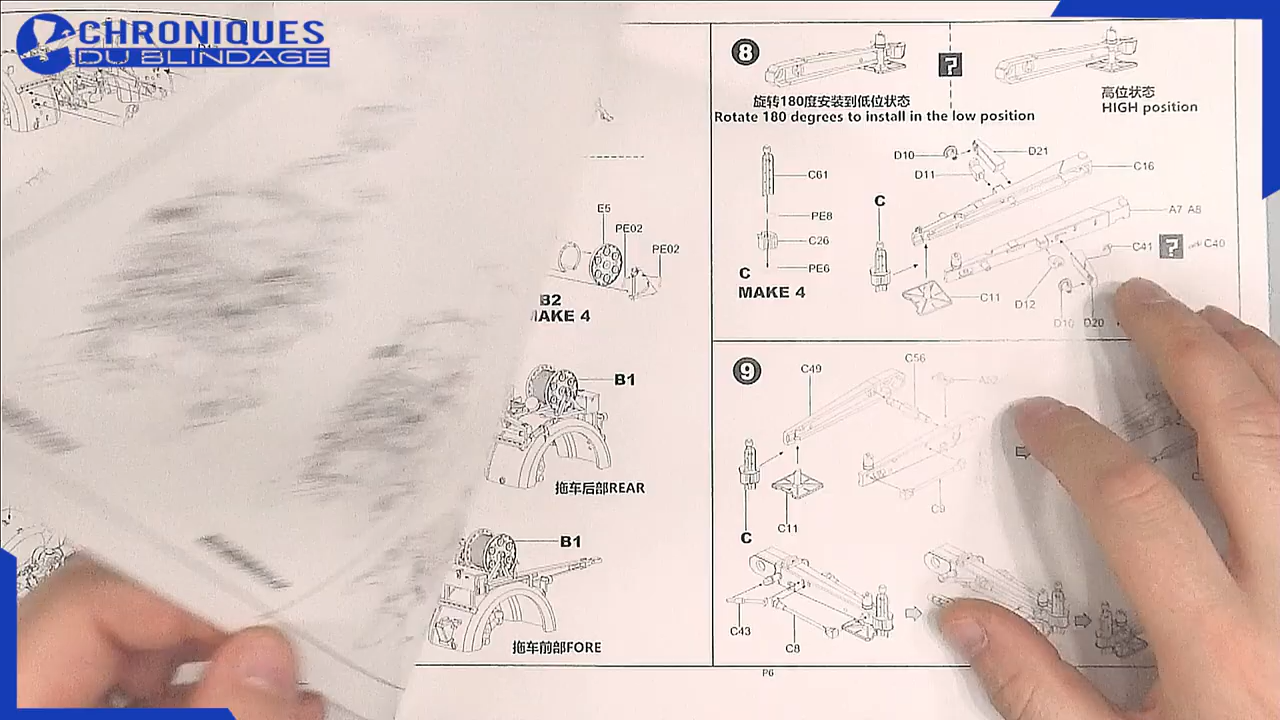 CHRONIQUES
DU BLINDAGE
E5
PE02
PE02
B2
MAKE 4
B1
拖车后部REAR
B1
拖车前部FORE
8
?
旋转180度安装到低位状态
Rotate 180 degrees to install in the low position
高位状态
HIGH position
C61
PE8
C26
PE6
C
MAKE 4
C
D10
D21
D11
C16
A7 A8
C41
?
C40
C11
D12
D10
D20
9
C49
C56
C11
C
C9
C43
C8
P6